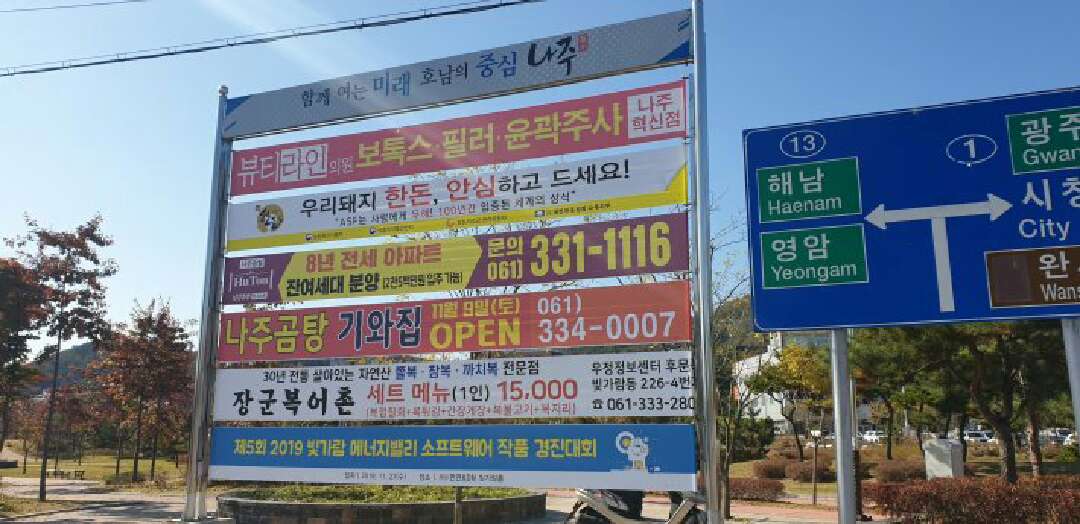 함께 여는 미래 호남의 중심 나주
뷰티라인의원 보톡스·필러·윤곽주사 나주 혁신점
우리돼지 한돈, 안심하고 드세요!
8년 전세 아파트
잔여세대 분양
문의 061) 331-1116
나주곰탕 기와집 11월 9일(토) OPEN 061) 334-0007
30년 전통 살아있는 자연산 졸복·참복·까치복 전문점
장군복어촌 세트 메뉴(1인) 15,000
우정정보센터 후문
빛가람동 226-4번
☎ 061-333-280
제5회 2019 빛가람 에너지밸리 소프트웨어 작품 경진대회
13
해남
Haenam
영암
Yeongam
1
광주
Gwan
시청
City
완
Wans